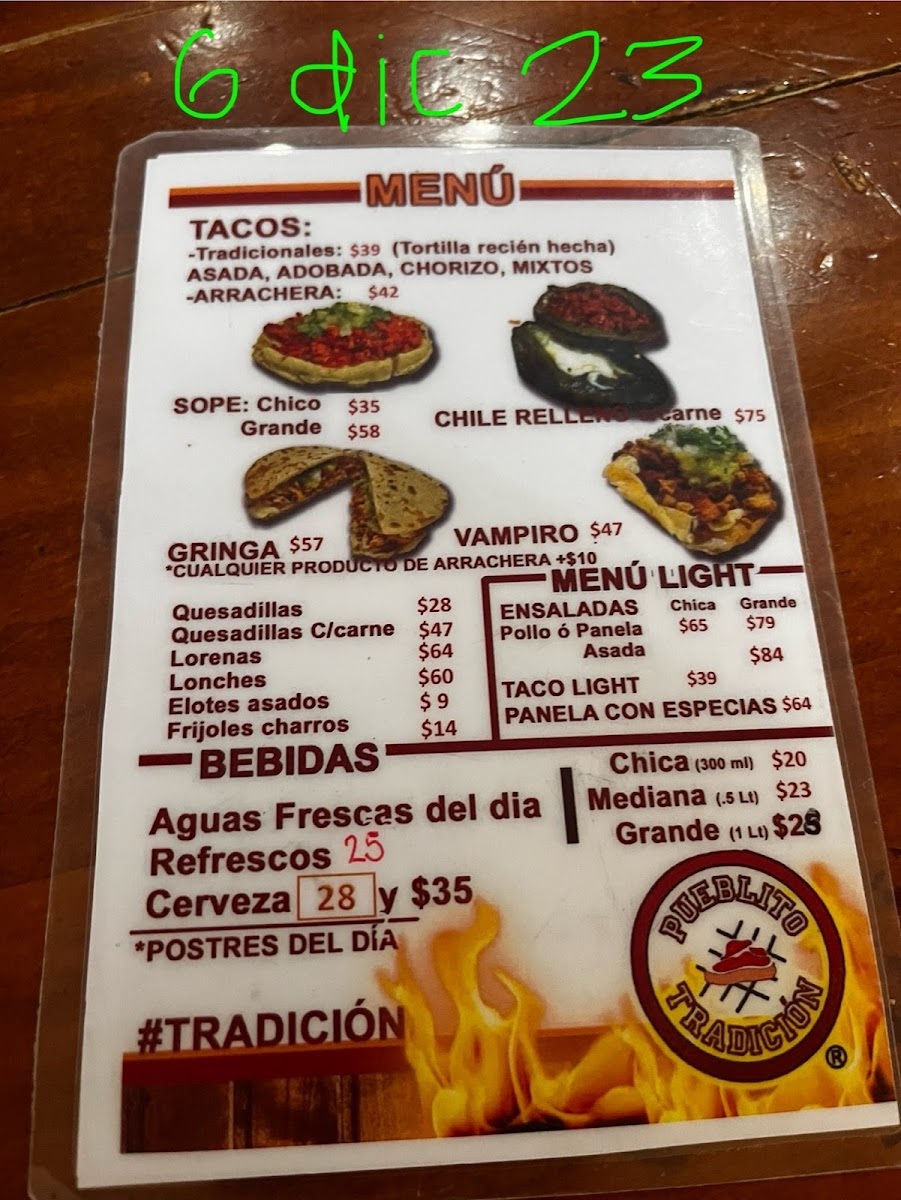 6 dic 23
MENÚ
TACOS:
-Tradicionales: $39 (Tortilla recién hecha)
ASADA, ADOBADA, CHORIZO, MIXTOS
-ARRACHERA: $42
SOPE: Chico $35
Grande $58
CHILE RELLENO carne $75
GRINGA $57
VAMPIRO $47
*CUALQUIER PRODUCTO DE ARRACHERA +$10
Quesadillas $28
Quesadillas C/carne $47
Lorenas $64
Lonches $60
Elotes asados $ 9
Frijoles charros $14
MENÚ LIGHT
ENSALADAS Chica Grande
Pollo ó Panela $65 $79
Asada $84
TACO LIGHT $39
PANELA CON ESPECIAS $64
BEBIDAS
Aguas Frescas del dia
Chica (300 ml) $20
Mediana (.5 Lt) $23
Grande (1 Lt)
Refrescos 25
Cerveza 28 y $35
*POSTRES DEL DÍA
#TRADICIÓN
PUEBLITO
TRADICIÓN
®